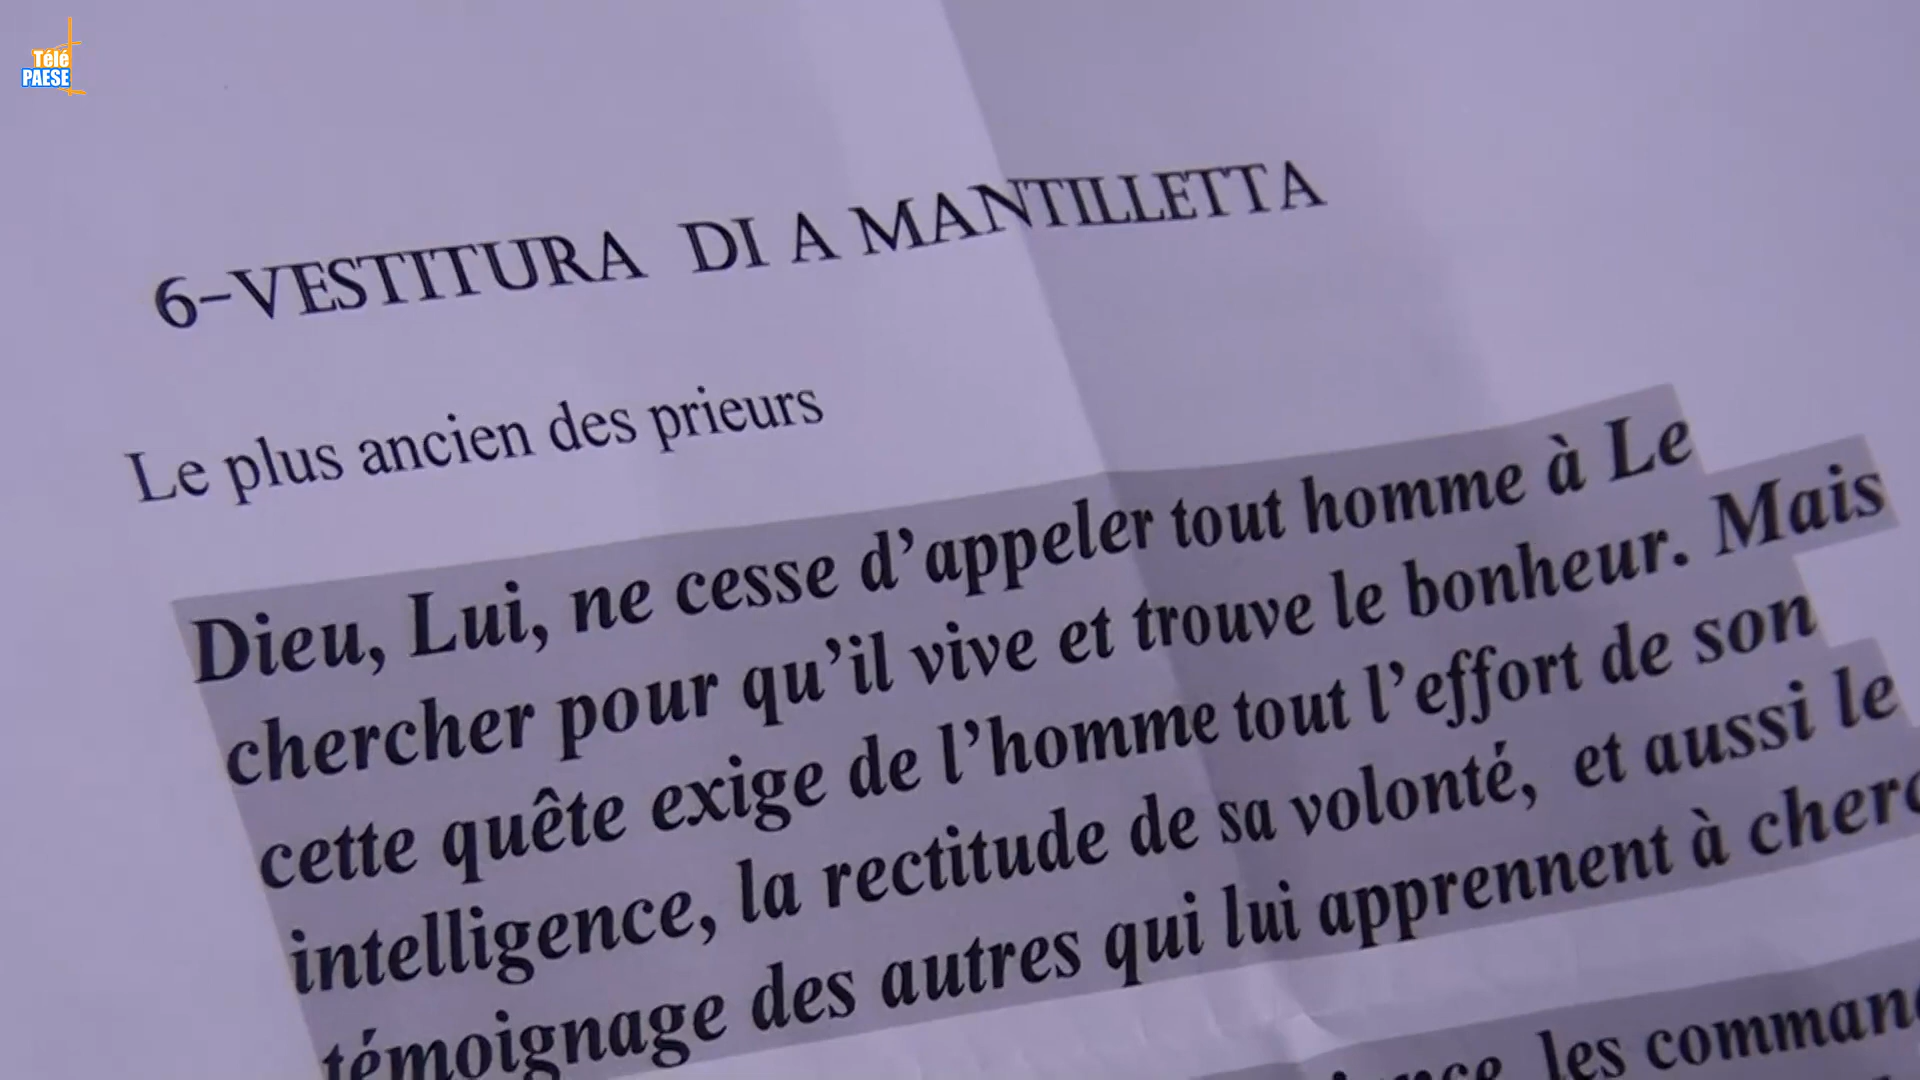 Télé
PAESE
6-VESTITURA DI A MANTILLETTA
Le plus ancien des prieurs
Dieu, Lui, ne cesse d’appeler tout homme à Le
chercher pour qu’il vive et trouve le bonheur. Mais
cette quête exige de l’homme tout l’effort de son
intelligence, la rectitude de sa volonté, et aussi le
témoignage des autres qui lui apprennent à
les